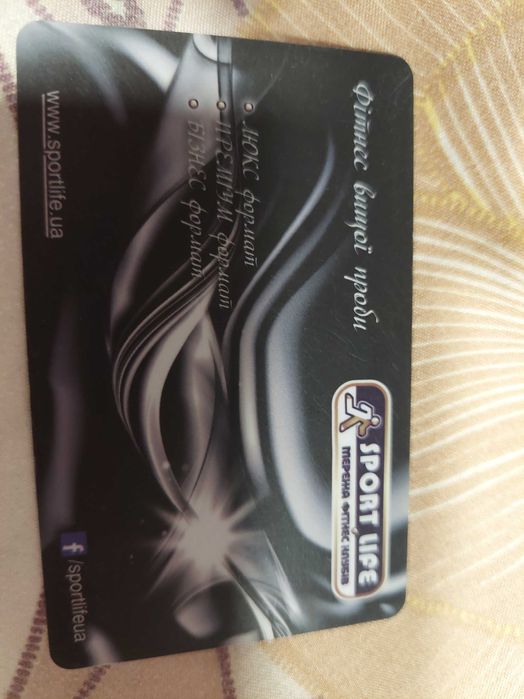 Фітнес вищої проби
SPORT LIFE
МЕРЕЖА ФІТНЕС КЛУБІВ
ЛЮКС формат
ПРЕМІУМ формат
БІЗНЕС формат
www.sportlife.ua
f /sportlifeua